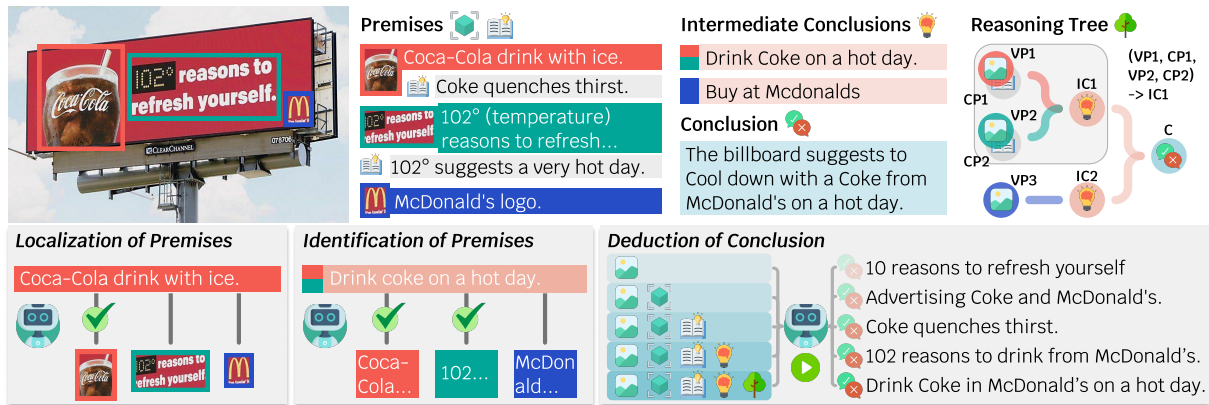 Coca-Cola
102° reasons to
refresh yourself.
M
i'm lovin' it
CLEARCHANNEL
078706
Premises
Coca-Cola drink with ice.
Coke quenches thirst.
102° reasons to
refresh yourself
102° (temperature)
reasons to refresh...
102° suggests a very hot day.
McDonald's logo.
Intermediate Conclusions
Drink Coke on a hot day.
Buy at Mcdonalds
Conclusion
The billboard suggests to
Cool down with a Coke from
McDonald's on a hot day.
Reasoning Tree
VP1
CP1
VP2
CP2
VP3
IC1
IC2
(VP1, CP1,
VP2, CP2)
-> IC1
C
Localization of Premises
Coca-Cola drink with ice.
Coca-Cola
102° reasons to
refresh yourself
Identification of Premises
Drink coke on a hot day.
Coca-
Cola...
102...
McDon
ald...
Deduction of Conclusion
10 reasons to refresh yourself
Advertising Coke and McDonald's.
Coke quenches thirst.
102 reasons to drink from McDonald's.
Drink Coke in McDonald's on a hot day.